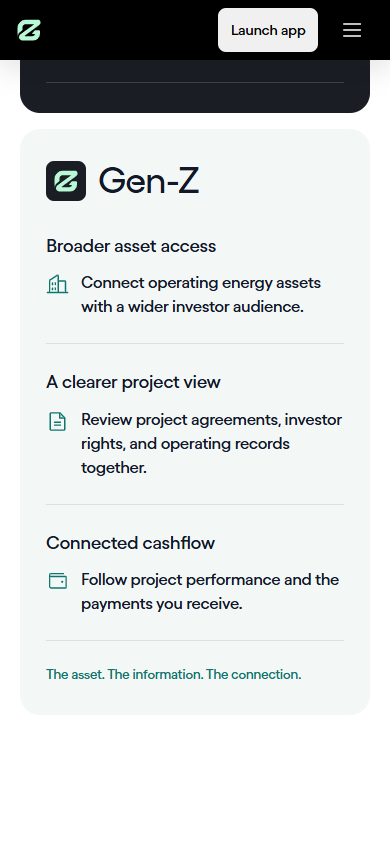 Launch app
Gen-Z
Broader asset access
Connect operating energy assets
with a wider investor audience.
A clearer project view
Review project agreements, investor
rights, and operating records
together.
Connected cashflow
Follow project performance and the
payments you receive.
The asset. The information. The connection.